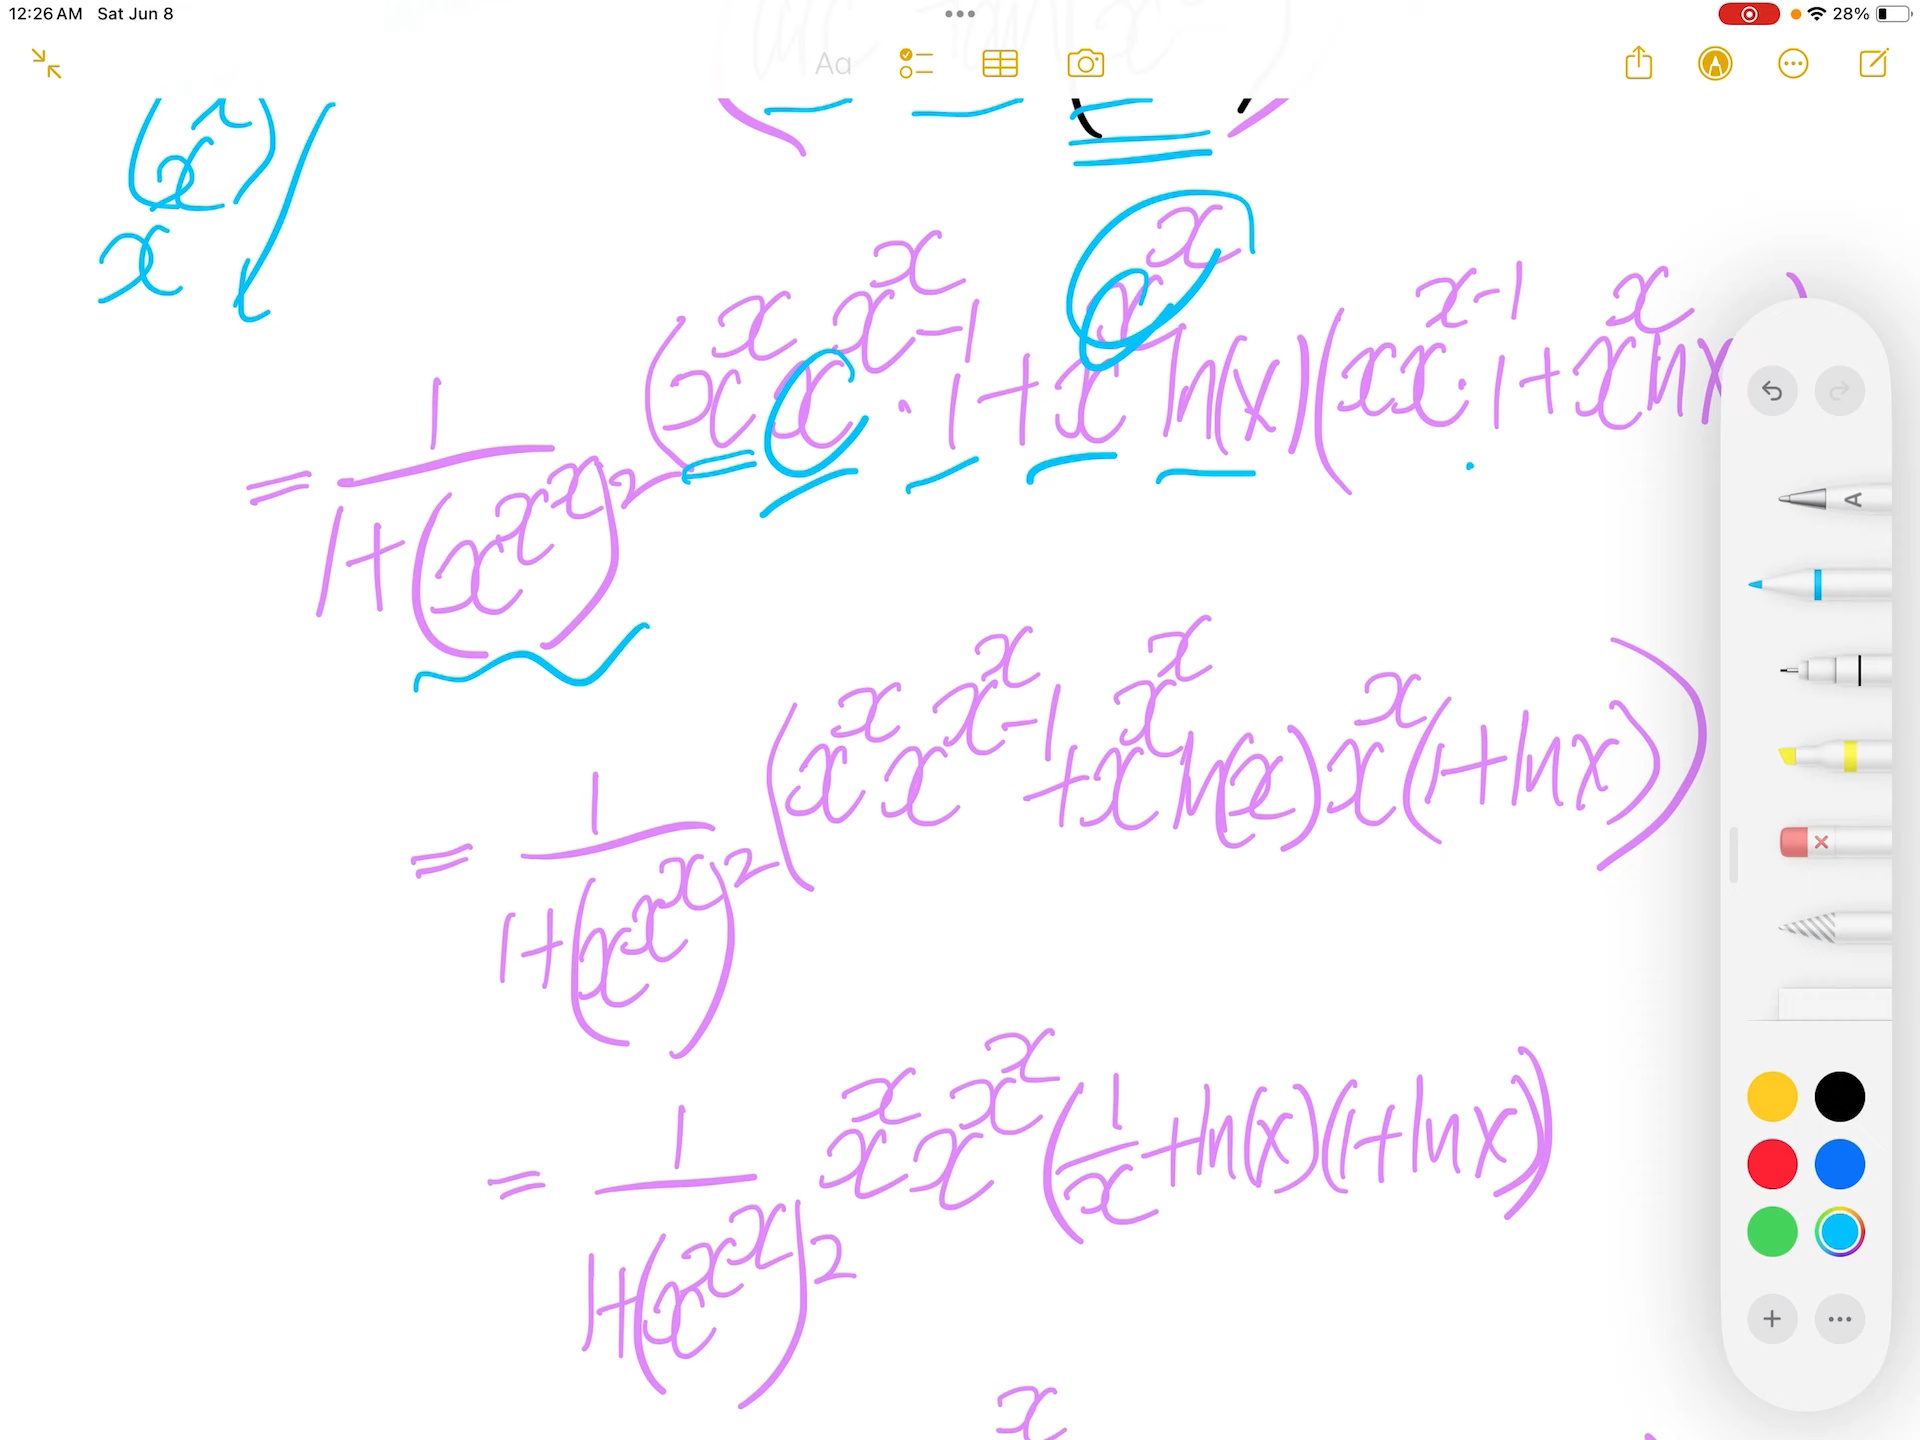 12:26 AM Sat Jun 8
28%
Aa
(x^x)
x
= 1/(1+(x^{x^x})^2) (x^x x^{x^x-1} · 1 + x^{x^x} ln(x) (x x^{x-1} · 1 + x^x ln x
= 1/(1+(x^{x^x})^2) (x^x x^{x^x-1} + x^{x^x} ln(x) x^x (1+ln x))
= 1/(1+(x^{x^x})^2) x^x x^{x^x} (1/x + ln(x)(1+ln x))
x
A